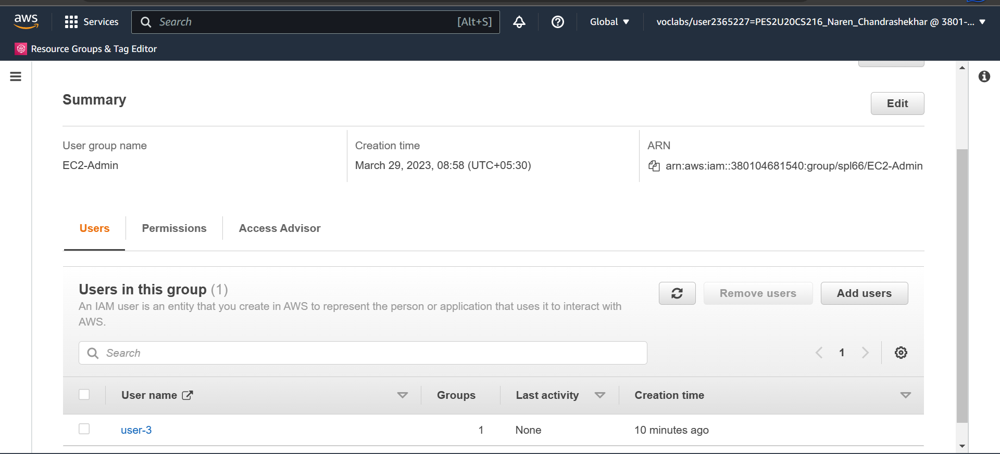 aws
Services
Search
[Alt+S]
Global
voclabs/user2365227=PES2U20CS216_Naren_Chandrashekhar @ 3801-...
Resource Groups & Tag Editor
Summary
Edit
User group name
Creation time
ARN
EC2-Admin
March 29, 2023, 08:58 (UTC+05:30)
arn:aws:iam::380104681540:group/spl66/EC2-Admin
Users
Permissions
Access Advisor
Users in this group (1)
Remove users
Add users
An IAM user is an entity that you create in AWS to represent the person or application that uses it to interact with
AWS.
Search
1
User name
Groups
Last activity
Creation time
user-3
1
None
10 minutes ago